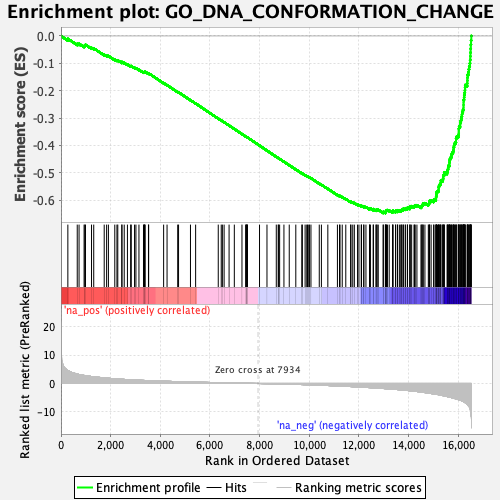 Enrichment plot: GO_DNA_CONFORMATION_CHANGE
Enrichment score (ES)
0.0
-0.1
-0.2
-0.3
-0.4
-0.5
-0.6
'na_pos' (positively correlated)
Ranked list metric (PreRanked)
20
10
0
-10
Zero cross at 7934
'na_neg' (negatively correlated)
0
2,000
4,000
6,000
8,000
10,000
12,000
14,000
16,000
Rank in Ordered Dataset
Enrichment profile
Hits
Ranking metric scores